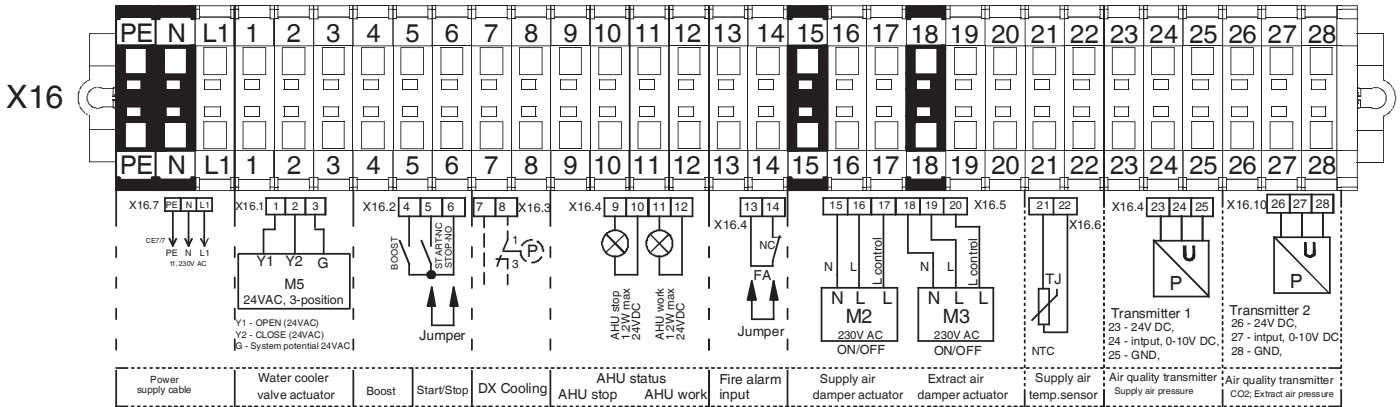 PE N L1 1 2 3 4 5 6 7 8 9 10 11 12 13 14 15 16 17 18 19 20 21 22 23 24 25 26 27 28
X16
PE N L1 1 2 3 4 5 6 7 8 9 10 11 12 13 14 15 16 17 18 19 20 21 22 23 24 25 26 27 28
X16.7 PE N L1
CE7/7
PE N L1
1f, 230V AC
X16.1 1 2 3
Y1 Y2 G
M5
24VAC, 3-position
Y1 - OPEN (24VAC)
Y2 - CLOSE (24VAC)
G - System potential 24VAC
X16.2 4 5 6
BOOST
START-NC
STOP-NO
Jumper
7 8 X16.3
1
3
P
X16.4 9 10 11 12
AHU stop
12W max
24VDC
AHU work
12W max
24VDC
13 14
X16.4
NC
FA
Jumper
15 16 17 18 19 20 X16.5
N L L control
N L L
M2
230V AC
ON/OFF
L control
N L L
M3
230V AC
ON/OFF
21 22
X16.6
TJ
NTC
X16.4 23 24 25
U
P
Transmitter 1
23 - 24V DC,
24 - intput, 0-10V DC
25 - GND,
X16.10 26 27 28
U
P
Transmitter 2
26 - 24V DC,
27 - intput, 0-10V DC
28 - GND,
Power
supply cable
Water cooler
valve actuator
Boost
Start/Stop
DX Cooling
AHU status
AHU stop AHU work
Fire alarm
input
Supply air
damper actuator
Extract air
damper actuator
Supply air
temp.sensor
Air quality transmitter
Supply air pressure
Air quality transmitter
CO2; Extract air pressure